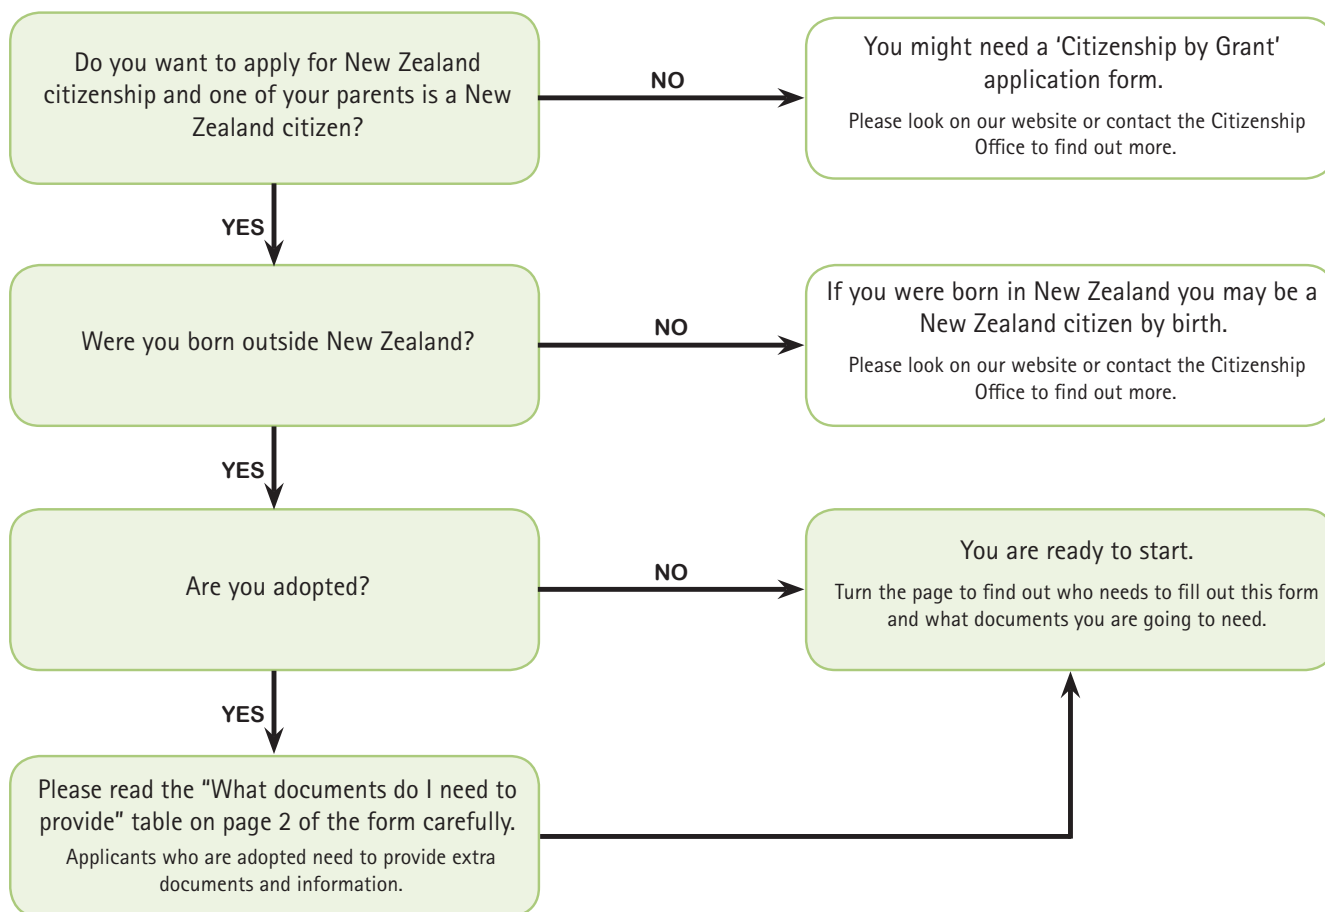 Do you want to apply for New Zealand
citizenship and one of your parents is a New
Zealand citizen?
NO
You might need a ‘Citizenship by Grant’
application form.
Please look on our website or contact the Citizenship
Office to find out more.
YES
Were you born outside New Zealand?
NO
If you were born in New Zealand you may be a
New Zealand citizen by birth.
Please look on our website or contact the Citizenship
Office to find out more.
YES
Are you adopted?
NO
You are ready to start.
Turn the page to find out who needs to fill out this form
and what documents you are going to need.
YES
Please read the “What documents do I need to
provide” table on page 2 of the form carefully.
Applicants who are adopted need to provide extra
documents and information.